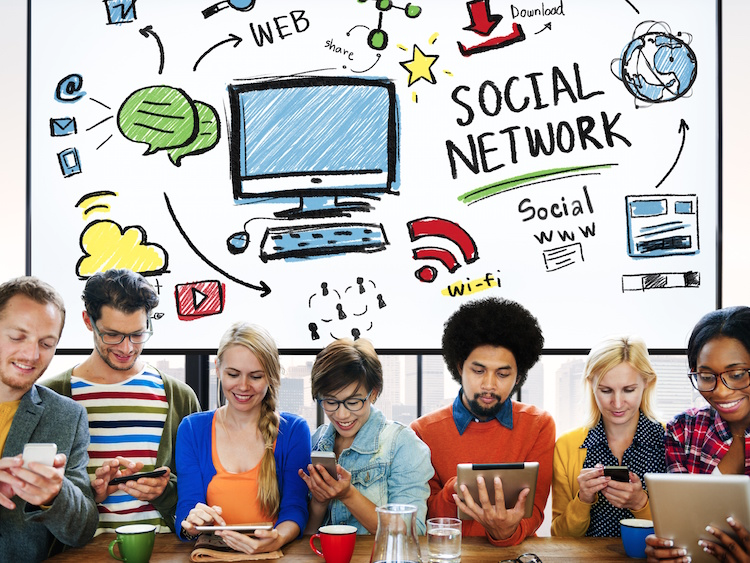 WEB
share
Download
SOCIAL
NETWORK
@
Social
www
wi-fi